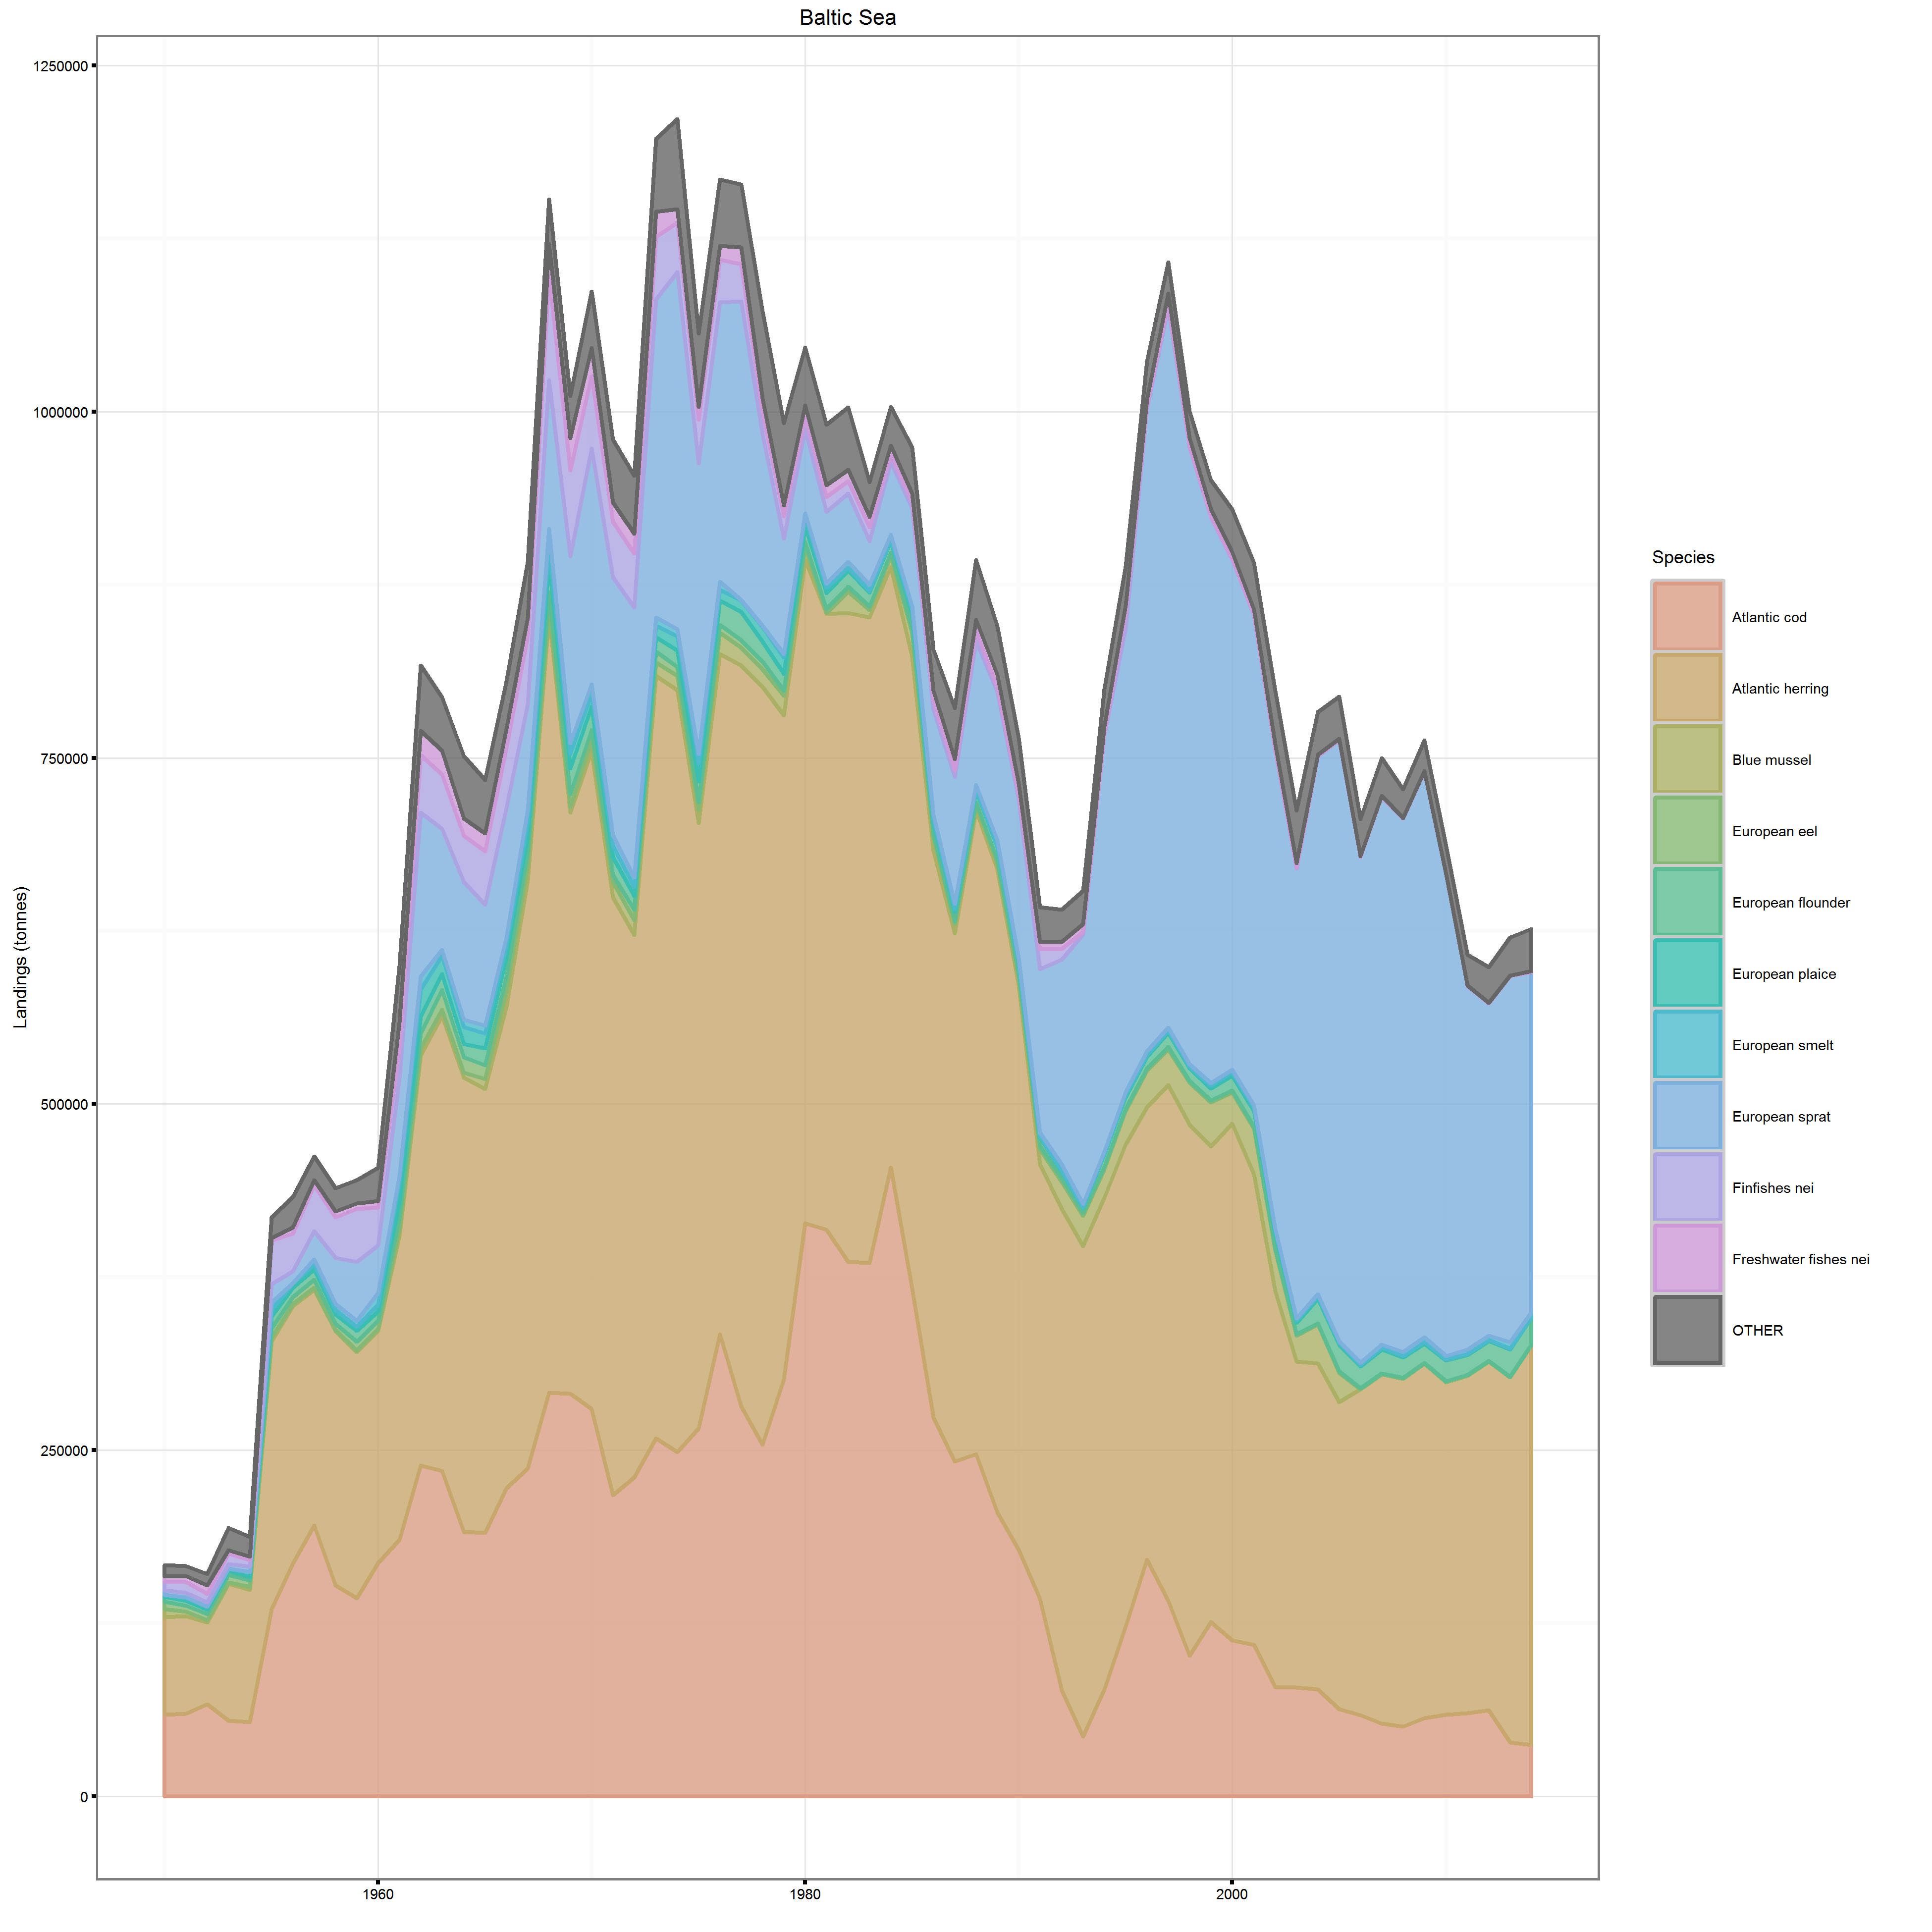 Baltic Sea
Landings (tonnes)
1250000
1000000
750000
500000
250000
0
1960
1980
2000
Species
Atlantic cod
Atlantic herring
Blue mussel
European eel
European flounder
European plaice
European smelt
European sprat
Finfishes nei
Freshwater fishes nei
OTHER